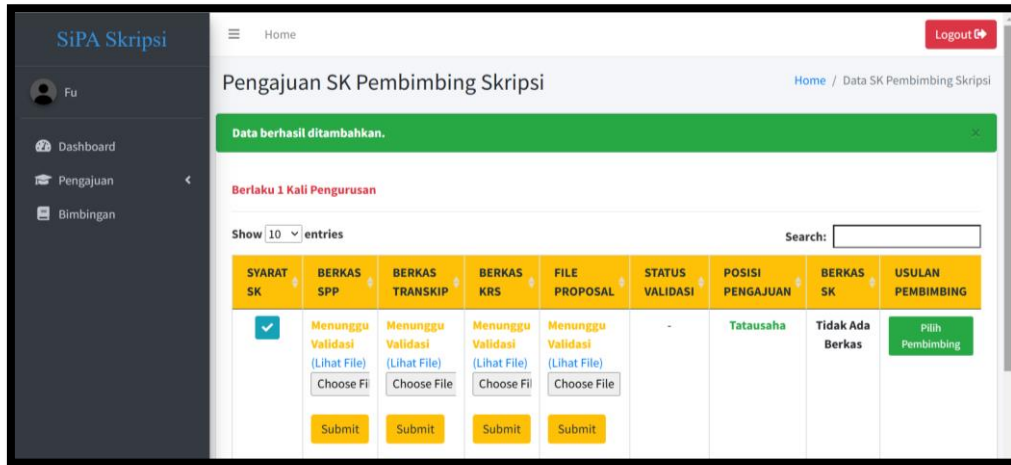 SiPA Skripsi
Home
Logout
Fu
Pengajuan SK Pembimbing Skripsi
Home / Data SK Pembimbing Skripsi
Dashboard
Pengajuan
Bimbingan
Data berhasil ditambahkan.
×
Berlaku 1 Kali Pengurusan
Show 10 entries
Search:
SYARAT SK
BERKAS SPP
BERKAS TRANSKIP
BERKAS KRS
FILE PROPOSAL
STATUS VALIDASI
POSISI PENGAJUAN
BERKAS SK
USULAN PEMBIMBING
Menunggu Validasi
(Lihat File)
Choose Fil
Submit
Menunggu Validasi
(Lihat File)
Choose File
Submit
Menunggu Validasi
(Lihat File)
Choose Fil
Submit
Menunggu Validasi
(Lihat File)
Choose File
Submit
-
Tatausaha
Tidak Ada Berkas
Pilih Pembimbing